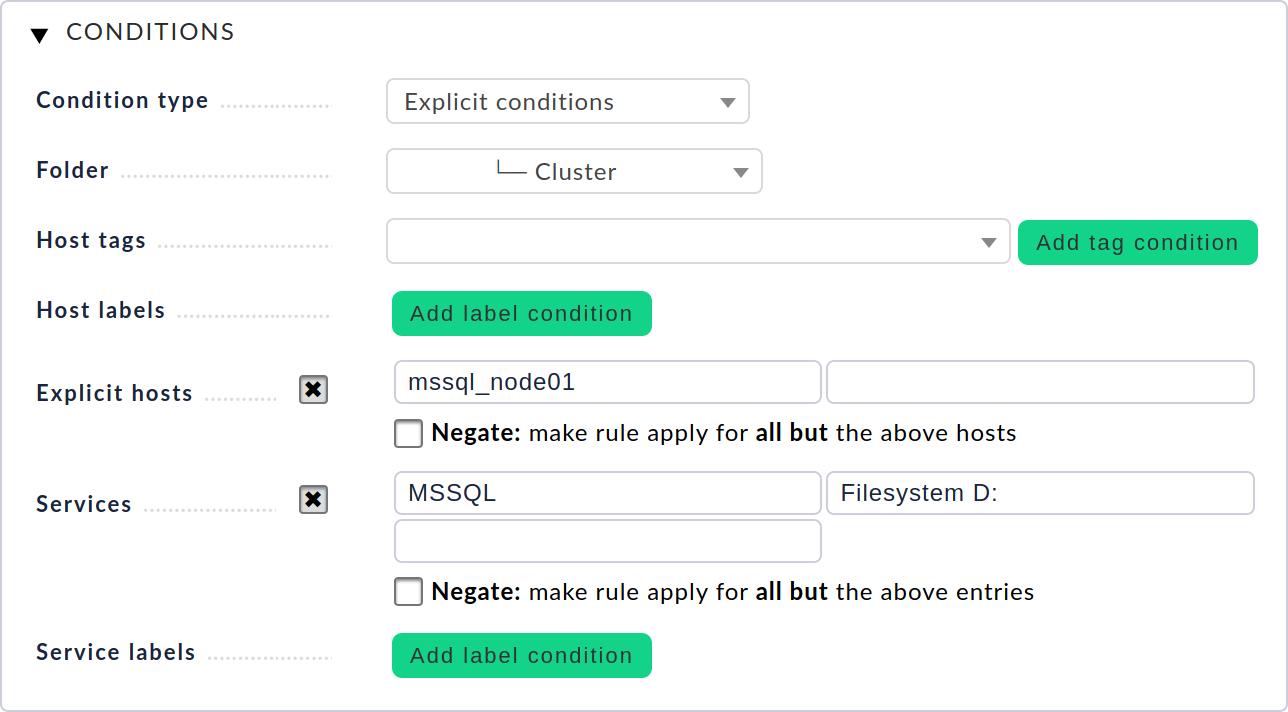 CONDITIONS
Condition type Explicit conditions
Folder Cluster
Host tags Add tag condition
Host labels Add label condition
Explicit hosts mssql_node01
Negate: make rule apply for all but the above hosts
Services MSSQL Filesystem D:
Negate: make rule apply for all but the above entries
Service labels Add label condition